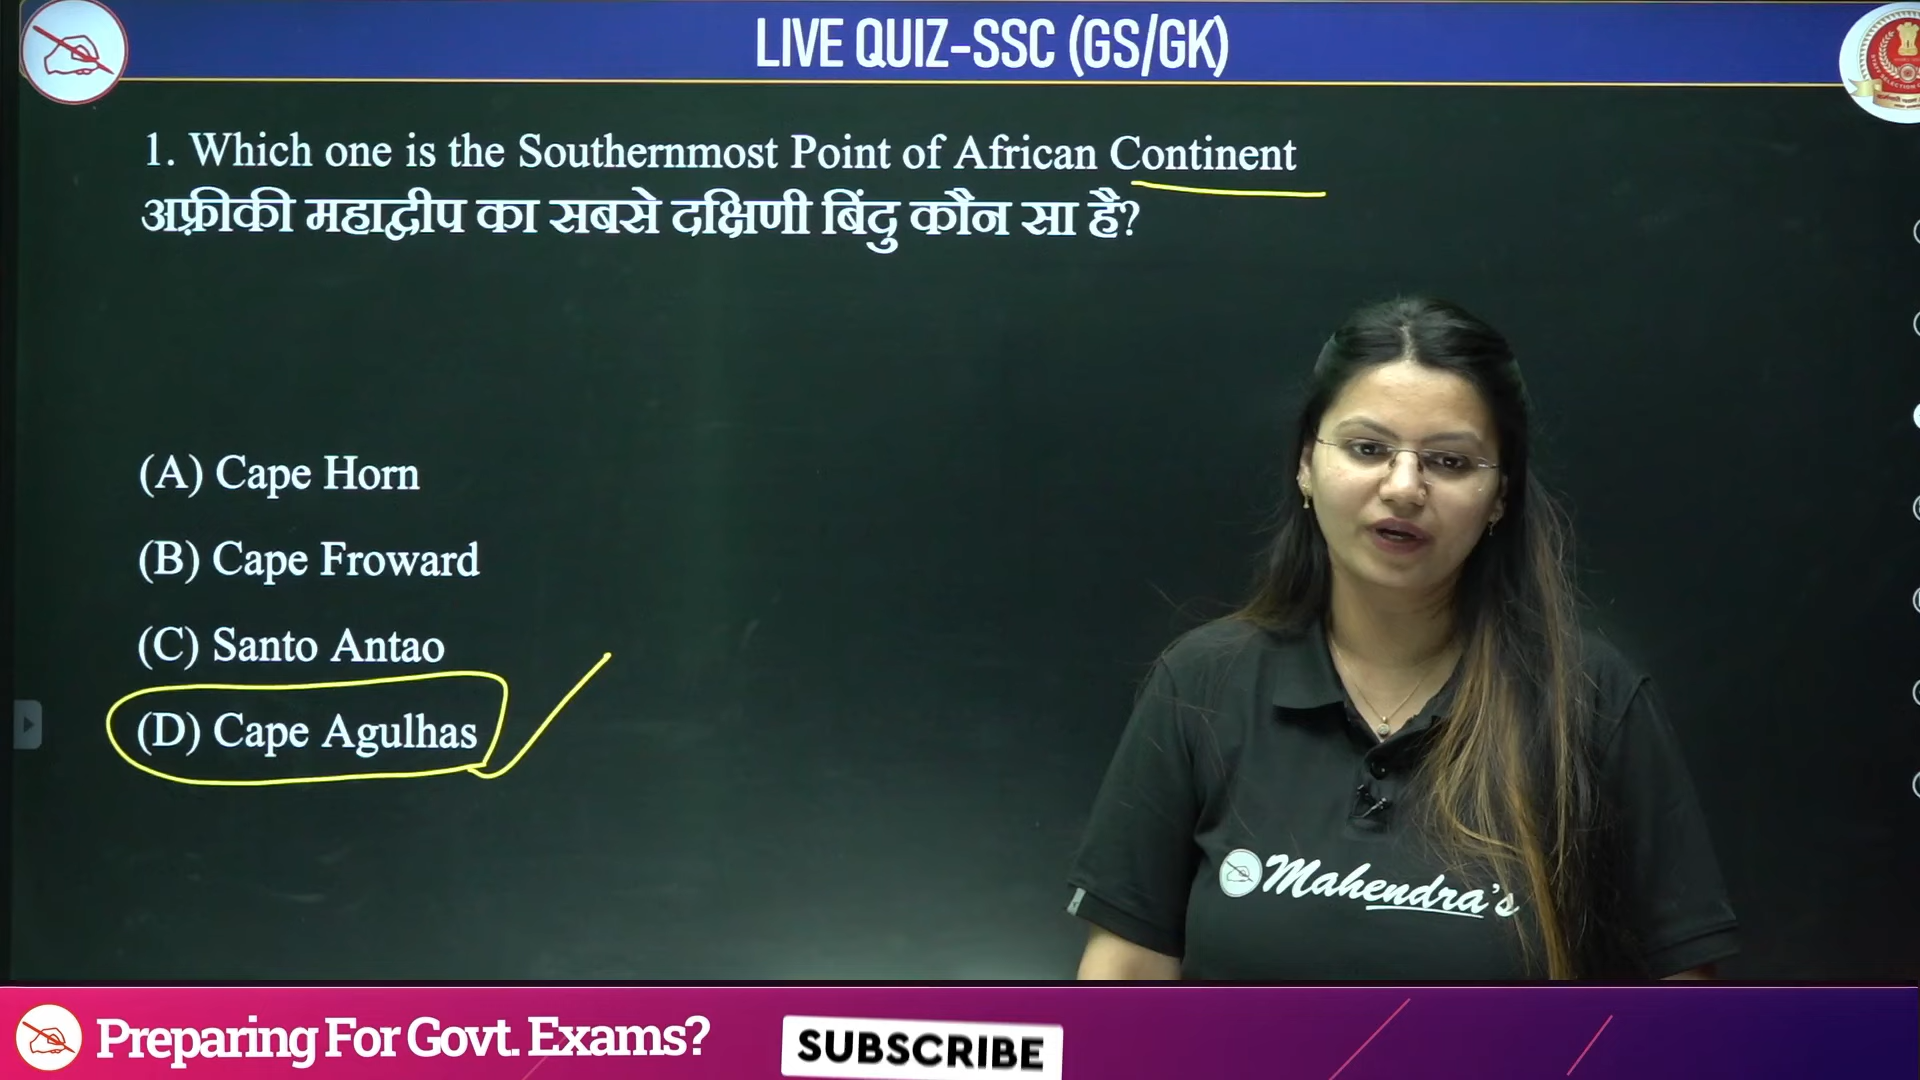 LIVE QUIZ-SSC (GS/GK)
1. Which one is the Southernmost Point of African Continent
अफ़्रीकी महाद्वीप का सबसे दक्षिणी बिंदु कौन सा है?
(A) Cape Horn
(B) Cape Froward
(C) Santo Antao
(D) Cape Agulhas
Mahendra's
Preparing For Govt. Exams?
SUBSCRIBE